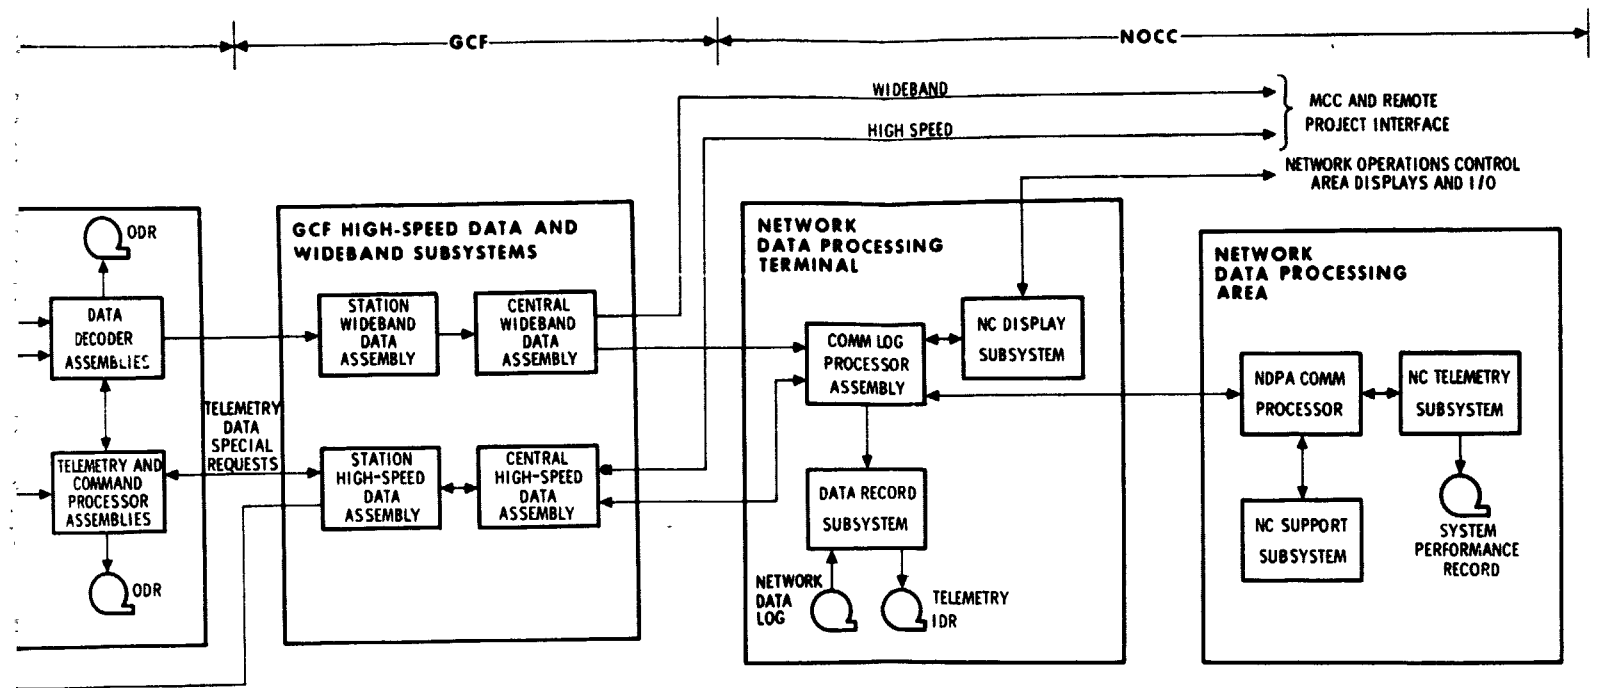 GCF
NOCC
WIDEBAND
HIGH SPEED
MCC AND REMOTE
PROJECT INTERFACE
NETWORK OPERATIONS CONTROL
AREA DISPLAYS AND I/O
ODR
DATA
DECODER
ASSEMBLIES
TELEMETRY
DATA
SPECIAL
REQUESTS
TELEMETRY AND
COMMAND
PROCESSOR
ASSEMBLIES
ODR
GCF HIGH-SPEED DATA AND
WIDEBAND SUBSYSTEMS
STATION
WIDEBAND
DATA
ASSEMBLY
CENTRAL
WIDEBAND
DATA
ASSEMBLY
STATION
HIGH-SPEED
DATA
ASSEMBLY
CENTRAL
HIGH-SPEED
DATA
ASSEMBLY
NETWORK
DATA PROCESSING
TERMINAL
COMM LOG
PROCESSOR
ASSEMBLY
NC DISPLAY
SUBSYSTEM
DATA RECORD
SUBSYSTEM
NETWORK
DATA
LOG
TELEMETRY
IDR
NETWORK
DATA PROCESSING
AREA
NDPA COMM
PROCESSOR
NC TELEMETRY
SUBSYSTEM
NC SUPPORT
SUBSYSTEM
SYSTEM
PERFORMANCE
RECORD